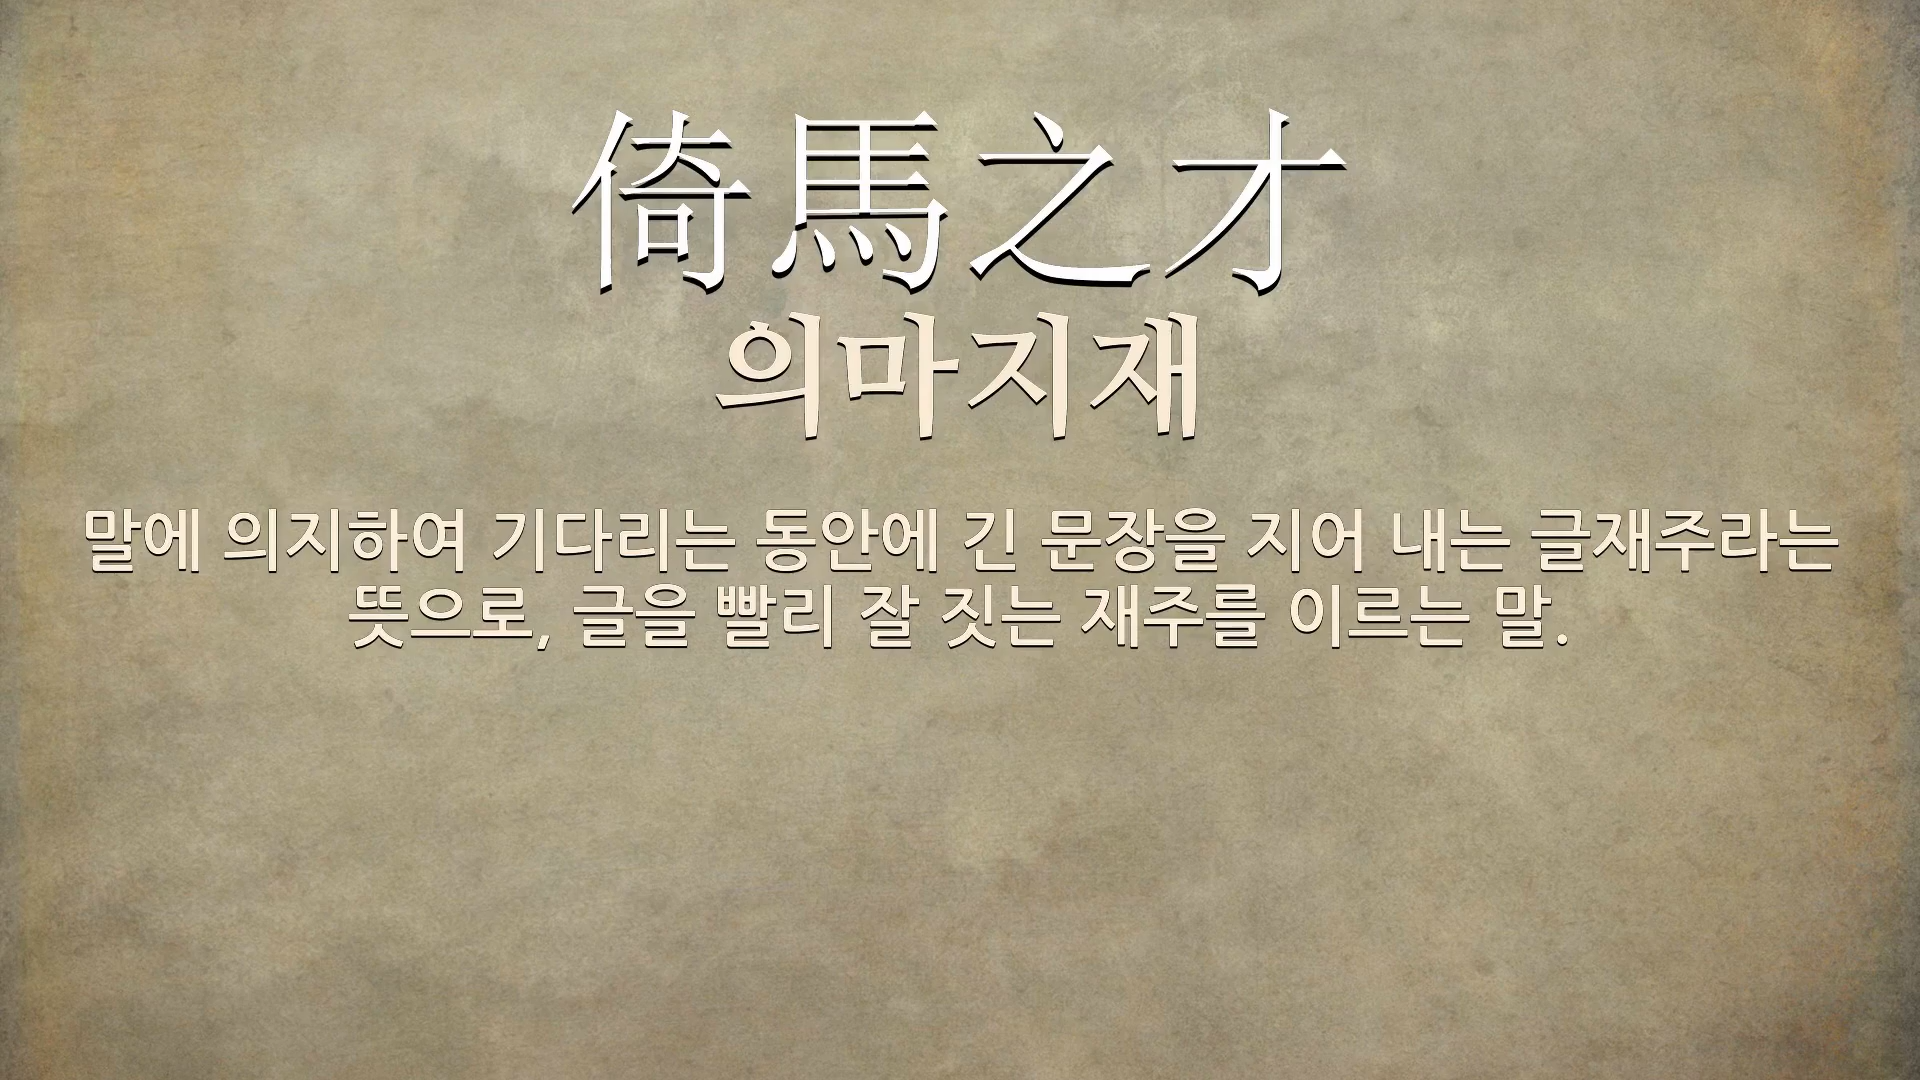 倚馬之才
의마지재
말에 의지하여 기다리는 동안에 긴 문장을 지어 내는 글재주라는
뜻으로, 글을 빨리 잘 짓는 재주를 이르는 말.